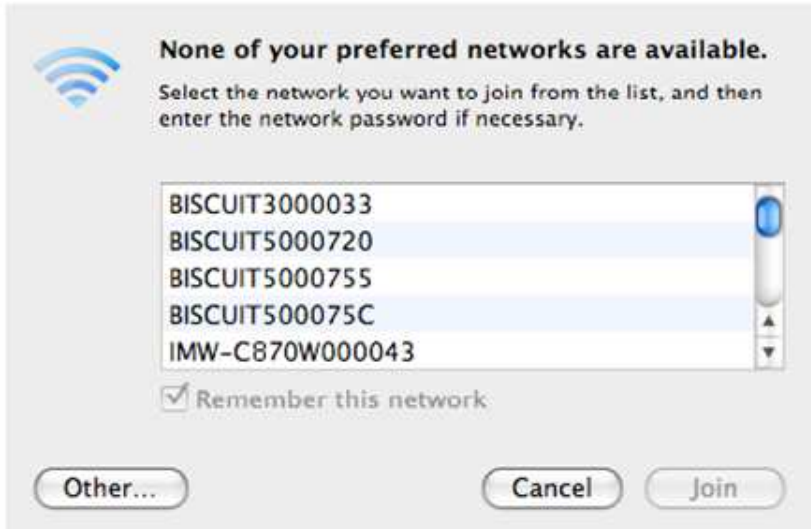 None of your preferred networks are available.
Select the network you want to join from the list, and then
enter the network password if necessary.
BISCUIT3000033
BISCUIT5000720
BISCUIT5000755
BISCUIT500075C
IMW-C870W000043
Remember this network
Other... Cancel Join